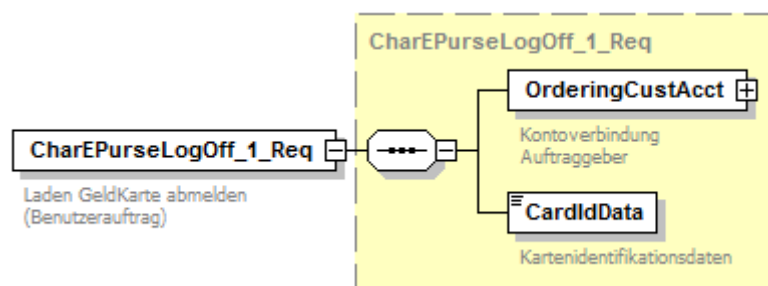 CharEPurseLogOff_1_Req
OrderingCustAcct
Kontoverbindung
Auftraggeber
CharEPurseLogOff_1_Req
Laden GeldKarte abmelden
(Benutzerauftrag)
CardIdData
Kartenidentifikationsdaten